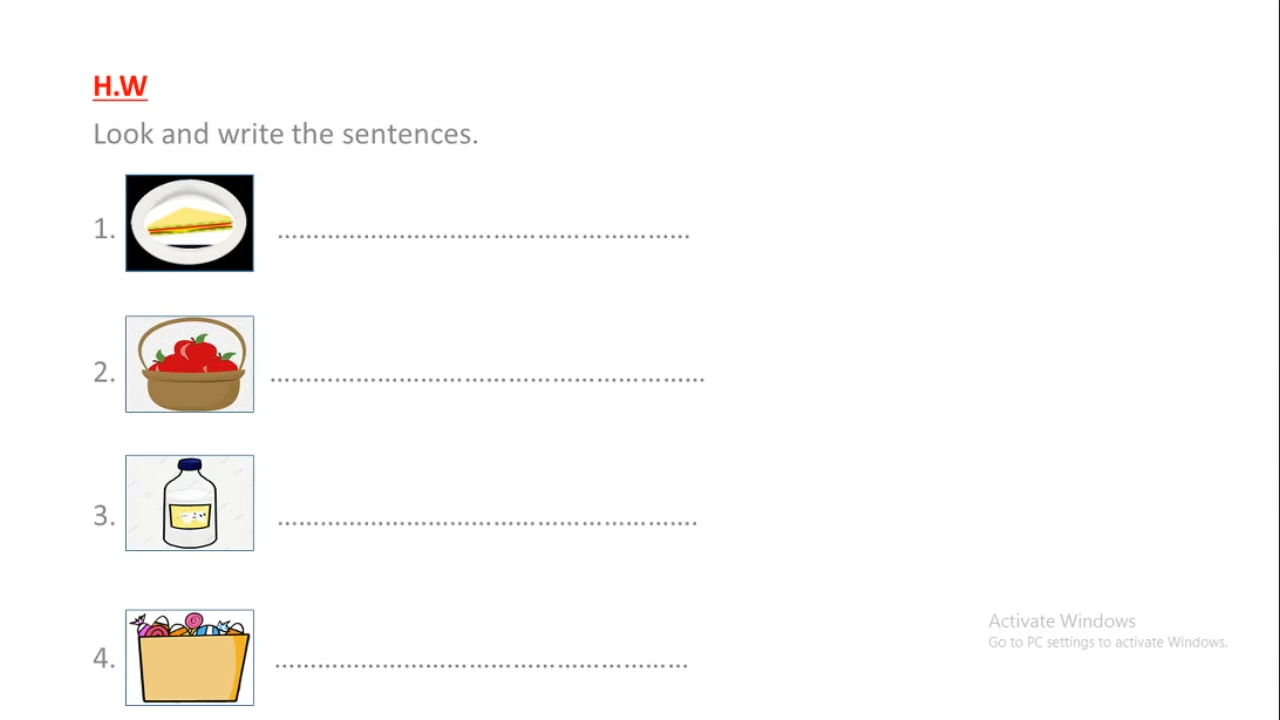 H.W
Look and write the sentences.
1. ................................................................
2. ................................................................
3. ................................................................
4. ................................................................
Activate Windows
Go to PC settings to activate Windows.